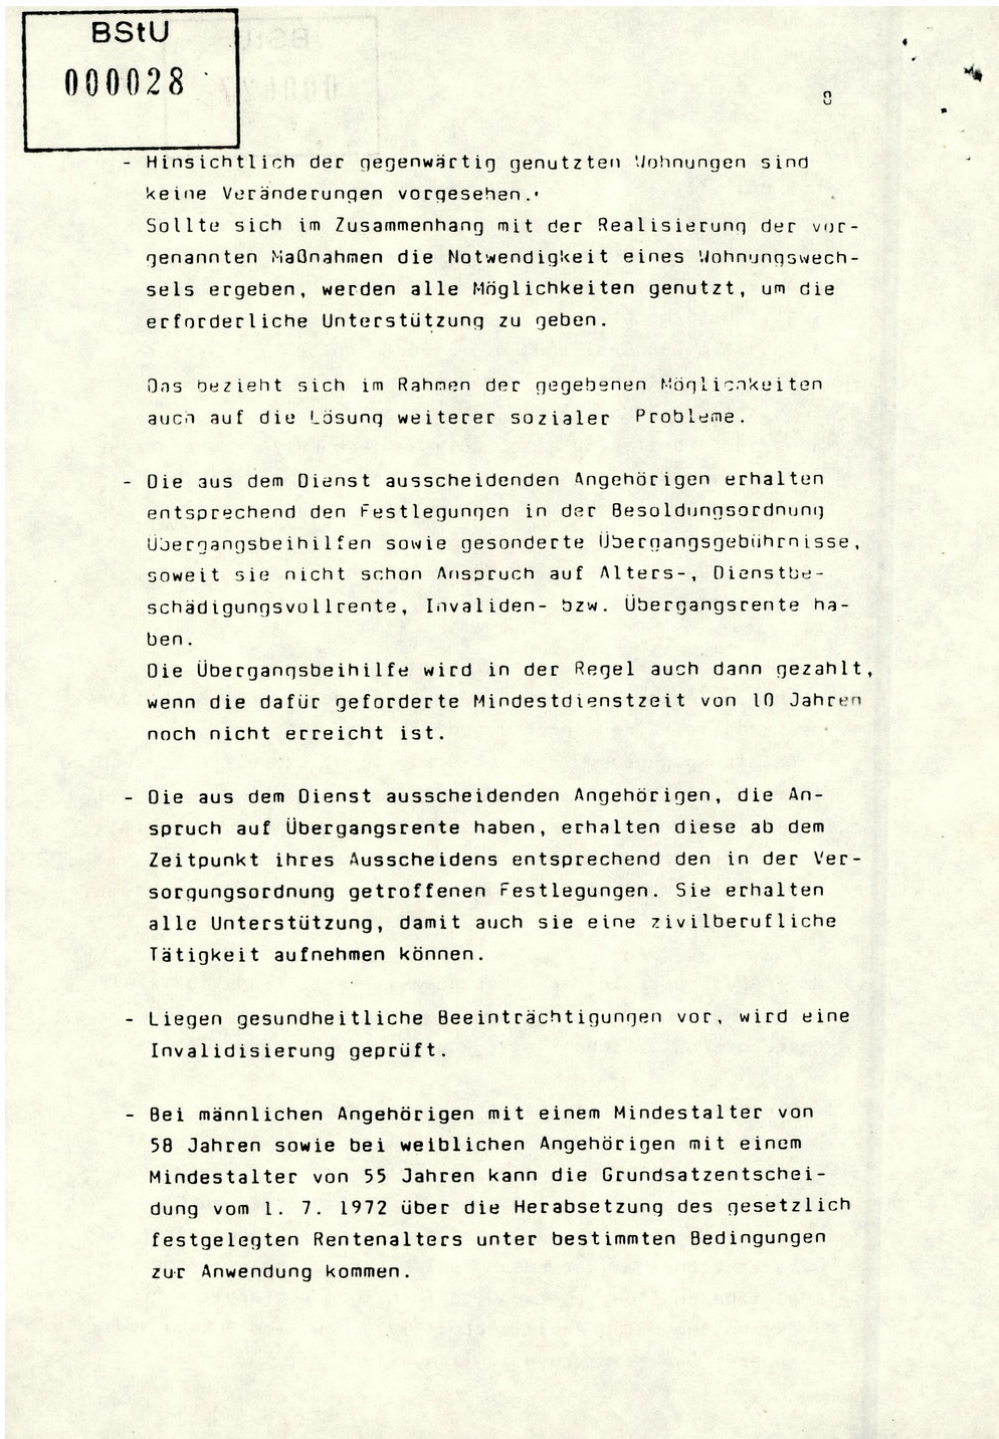 BStU
000028
8
- Hinsichtlich der gegenwärtig genutzten Wohnungen sind
keine Veränderungen vorgesehen.
Sollte sich im Zusammenhang mit der Realisierung der vor-
genannten Maßnahmen die Notwendigkeit eines Wohnungswech-
sels ergeben, werden alle Möglichkeiten genutzt, um die
erforderliche Unterstützung zu geben.
Das bezieht sich im Rahmen der gegebenen Möglichkeiten
auch auf die Lösung weiterer sozialer Probleme.
- Die aus dem Dienst ausscheidenden Angehörigen erhalten
entsprechend den Festlegungen in der Besoldungsordnung
Übergangsbeihilfen sowie gesonderte Übergangsgebührnisse,
soweit sie nicht schon Anspruch auf Alters-, Dienstbe-
schädigungsvollrente, Invaliden- bzw. Übergangsrente ha-
ben.
Die Übergangsbeihilfe wird in der Regel auch dann gezahlt,
wenn die dafür geforderte Mindestdienstzeit von 10 Jahren
noch nicht erreicht ist.
- Die aus dem Dienst ausscheidenden Angehörigen, die An-
spruch auf Übergangsrente haben, erhalten diese ab dem
Zeitpunkt ihres Ausscheidens entsprechend den in der Ver-
sorgungsordnung getroffenen Festlegungen. Sie erhalten
alle Unterstützung, damit auch sie eine zivilberufliche
Tätigkeit aufnehmen können.
- Liegen gesundheitliche Beeinträchtigungen vor, wird eine
Invalidisierung geprüft.
- Bei männlichen Angehörigen mit einem Mindestalter von
58 Jahren sowie bei weiblichen Angehörigen mit einem
Mindestalter von 55 Jahren kann die Grundsatzentschei-
dung vom 1. 7. 1972 über die Herabsetzung des gesetzlich
festgelegten Rentenalters unter bestimmten Bedingungen
zur Anwendung kommen.